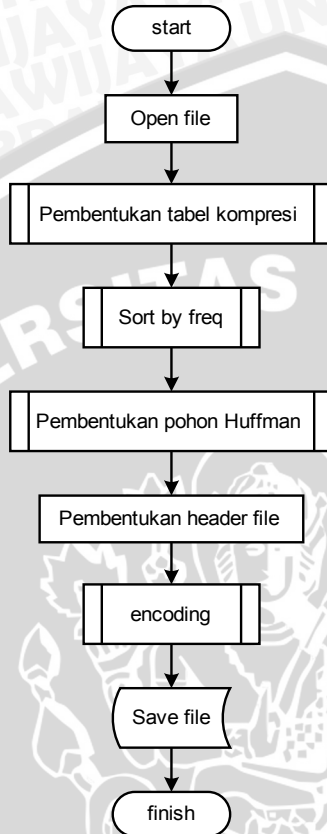 start
Open file
Pembentukan tabel kompresi
Sort by freq
ERSITAS
Pembentukan pohon Huffman
Pembentukan header file
encoding
Save file
finish